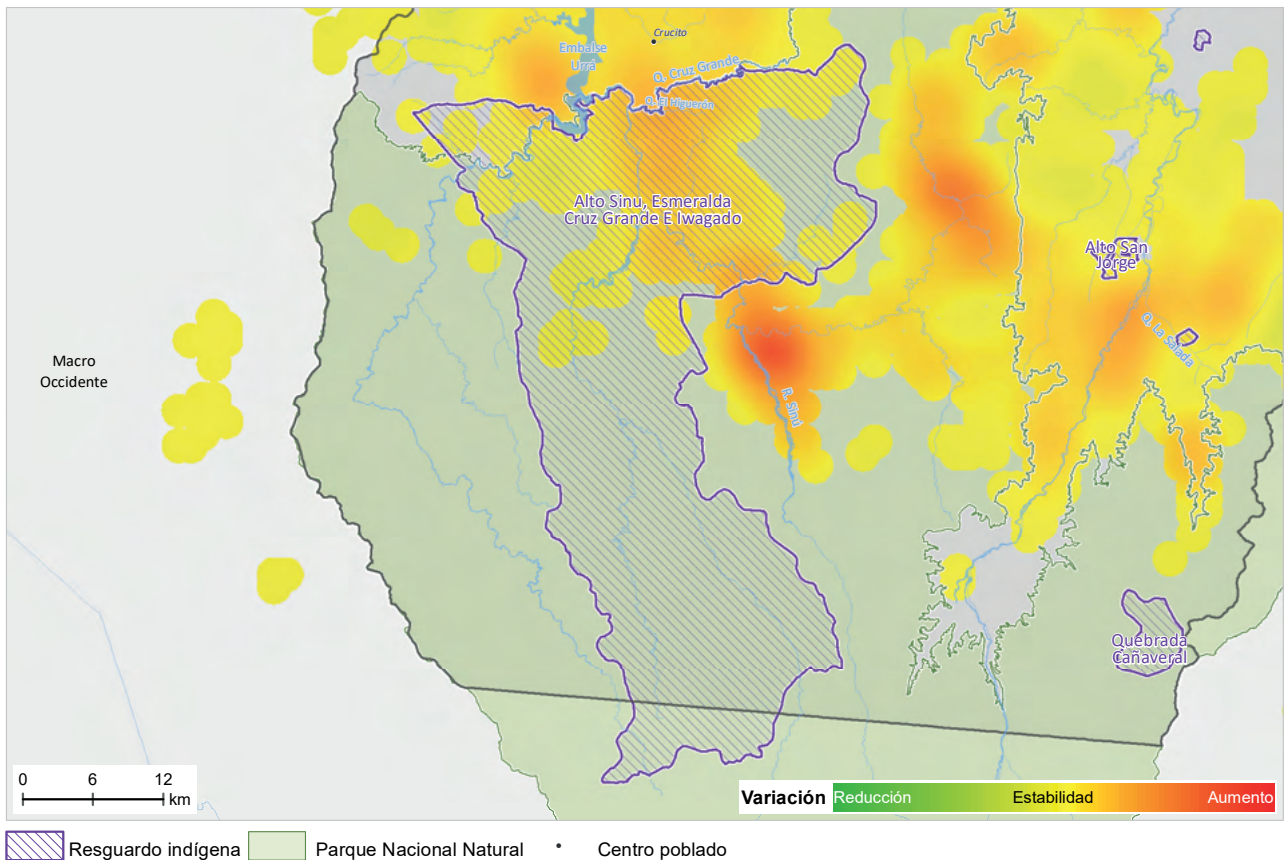 Crucito
Embalse
Urrá
Q. Cruz Grande
Q. El Higuerón
Alto Sinu, Esmeralda
Cruz Grande E Iwagado
Alto San
Jorge
Q. La Salada
Macro
Occidente
R. Sinú
Quebrada
Cañaveral
0 6 12
km
Variación Reducción Estabilidad Aumento
Resguardo indígena Parque Nacional Natural Centro poblado